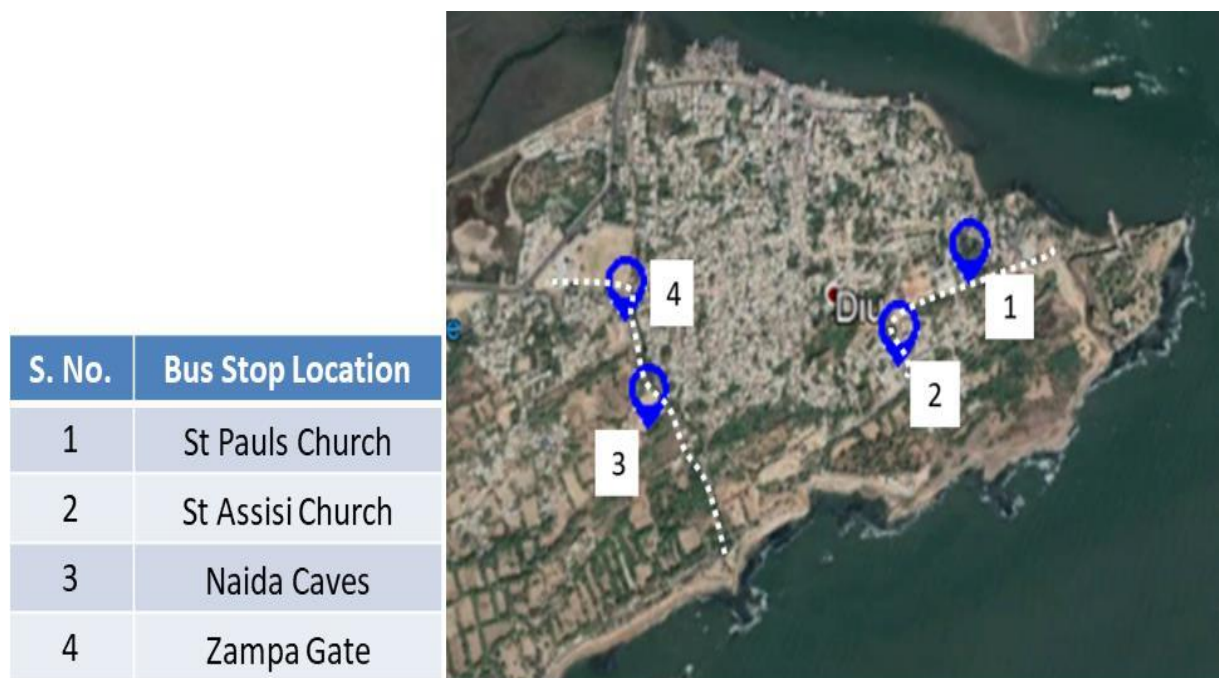 S. No. Bus Stop Location
1 St Pauls Church
2 St Assisi Church
3 Naida Caves
4 Zampa Gate
4
Diu
1
2
3